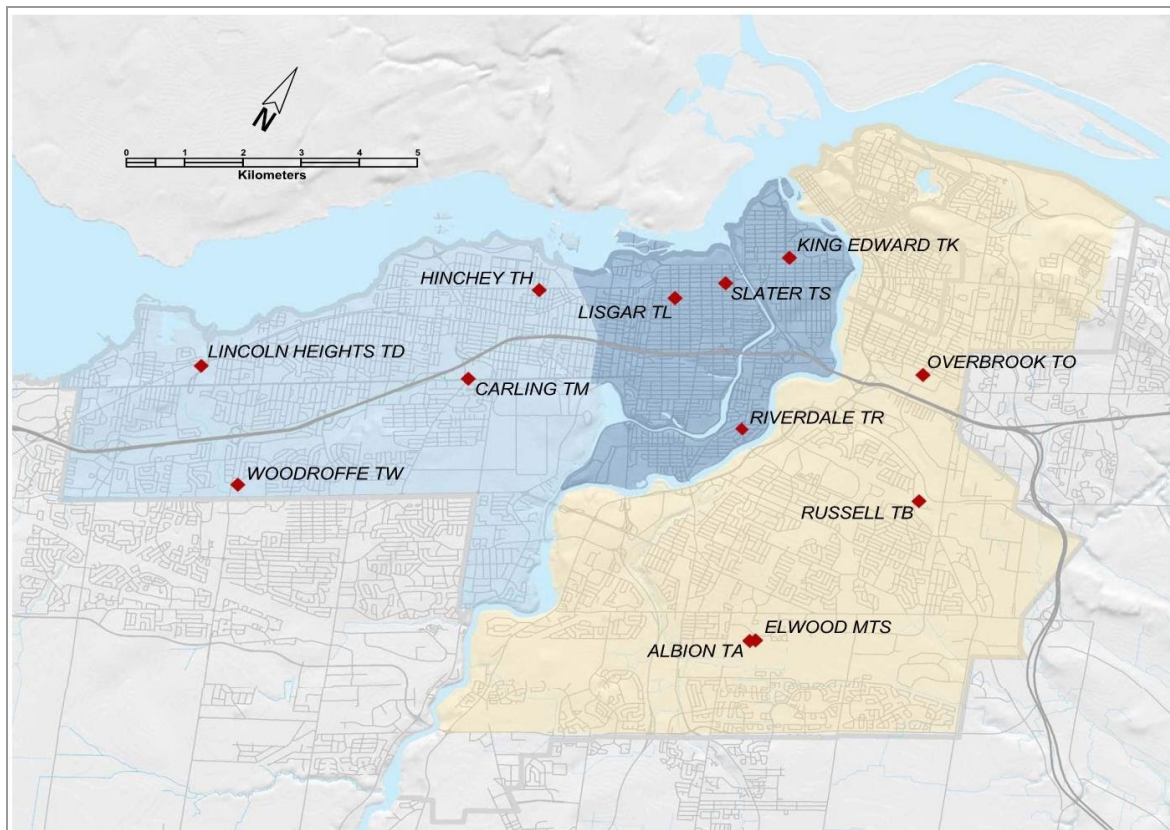 N
0 1 2 3 4 5
Kilometers
KING EDWARD TK
HINCHEY TH
SLATER TS
LISGAR TL
LINCOLN HEIGHTS TD
OVERBROOK TO
CARLING TM
RIVERDALE TR
WOODROFFE TW
RUSSELL TB
ELWOOD MTS
ALBION TA